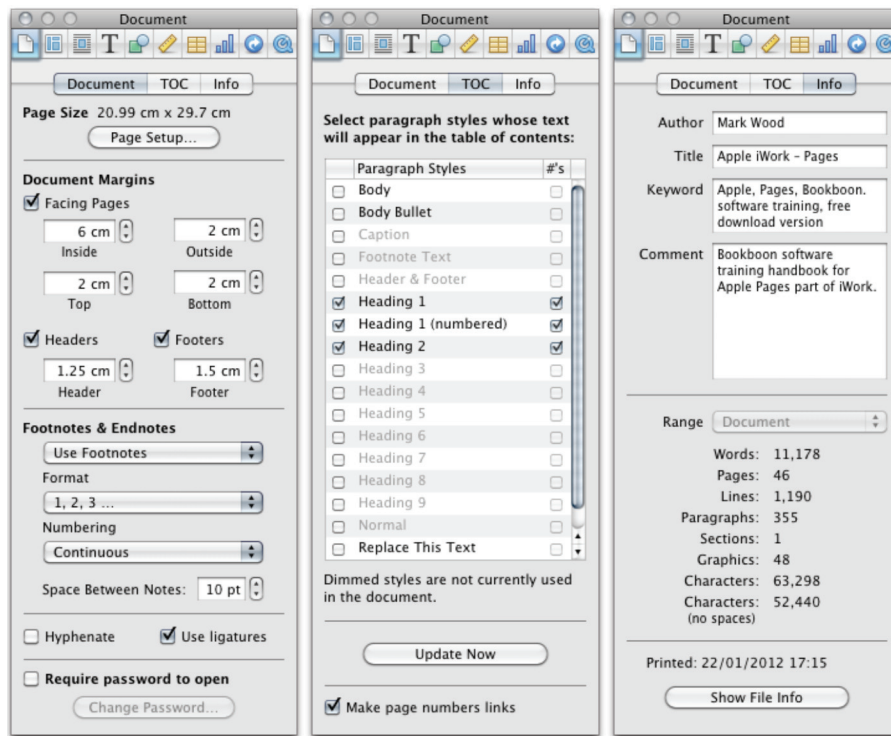 Document
Document TOC Info
Page Size 20.99 cm x 29.7 cm
Page Setup...
Document Margins
Facing Pages
6 cm 2 cm
Inside Outside
2 cm 2 cm
Top Bottom
Headers Footers
1.25 cm 1.5 cm
Header Footer
Footnotes & Endnotes
Use Footnotes
Format
1, 2, 3 ...
Numbering
Continuous
Space Between Notes: 10 pt
Hyphenate Use ligatures
Require password to open
Change Password...
Document
T
Document TOC Info
Select paragraph styles whose text
will appear in the table of contents:
Paragraph Styles #'s
Body
Body Bullet
Caption
Footnote Text
Header & Footer
Heading 1
Heading 1 (numbered)
Heading 2
Heading 3
Heading 4
Heading 5
Heading 6
Heading 7
Heading 8
Heading 9
Normal
Replace This Text
Dimmed styles are not currently used
in the document.
Update Now
Make page numbers links
Document
T
Document TOC Info
Author Mark Wood
Title Apple iWork - Pages
Keyword Apple, Pages, Bookboon.
software training, free
download version
Comment Bookboon software
training handbook for
Apple Pages part of iWork.
Range Document
Words: 11,178
Pages: 46
Lines: 1,190
Paragraphs: 355
Sections: 1
Graphics: 48
Characters: 63,298
Characters: 52,440
(no spaces)
Printed: 22/01/2012 17:15
Show File Info